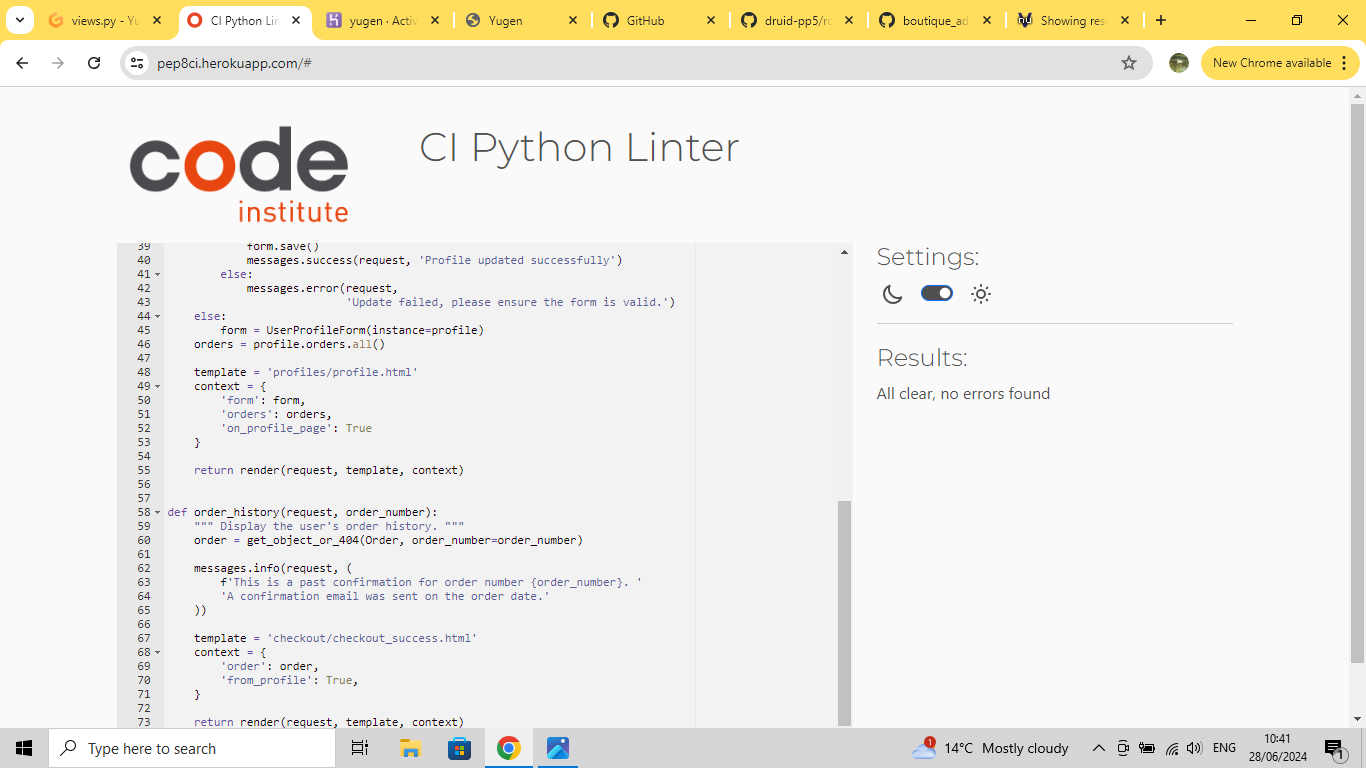 views.py - Yu
CI Python Lin
yugen · Activ
Yugen
GitHub
druid-pp5/ro
boutique_ad
Showing resu
pep8ci.herokuapp.com/#
New Chrome available
code
institute
CI Python Linter
39 form.save()
40 messages.success(request, 'Profile updated successfully')
41 else:
42 messages.error(request,
43 'Update failed, please ensure the form is valid.')
44 else:
45 form = UserProfileForm(instance=profile)
46 orders = profile.orders.all()
47
48 template = 'profiles/profile.html'
49 context = {
50 'form': form,
51 'orders': orders,
52 'on_profile_page': True
53 }
54
55 return render(request, template, context)
56
57
58 def order_history(request, order_number):
59 """ Display the user's order history. """
60 order = get_object_or_404(Order, order_number=order_number)
61
62 messages.info(request, (
63 f'This is a past confirmation for order number {order_number}. '
64 'A confirmation email was sent on the order date.'
65 ))
66
67 template = 'checkout/checkout_success.html'
68 context = {
69 'order': order,
70 'from_profile': True,
71 }
72
73 return render(request, template, context)
Settings:
Results:
All clear, no errors found
Type here to search
1
14°C Mostly cloudy
ENG
10:41
28/06/2024
1